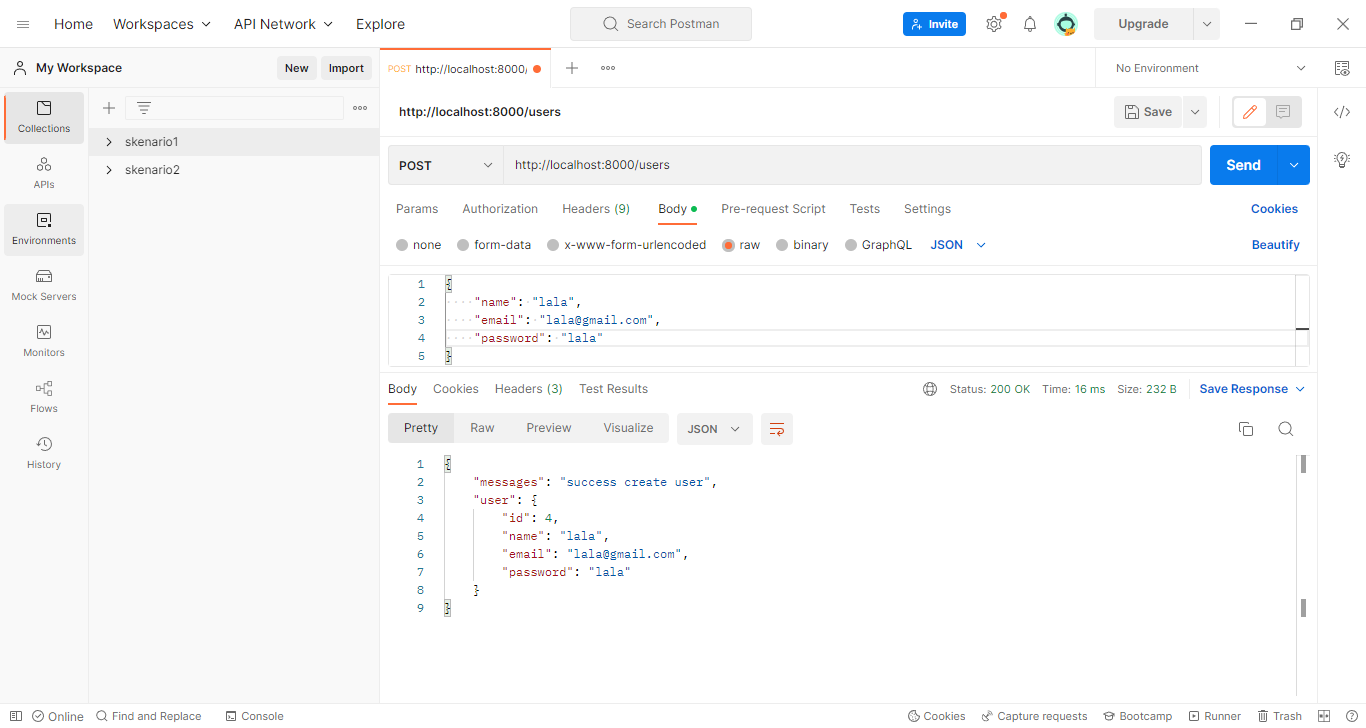 Home Workspaces API Network Explore Search Postman Invite Upgrade
My Workspace New Import POST http://localhost:8000/ No Environment
Collections
APIs
Environments
Mock Servers
Monitors
Flows
History
skenario1
skenario2
http://localhost:8000/users Save
POST http://localhost:8000/users Send
Params Authorization Headers (9) Body Pre-request Script Tests Settings Cookies
none form-data x-www-form-urlencoded raw binary GraphQL JSON Beautify
1 {
2 "name": "lala",
3 "email": "lala@gmail.com",
4 "password": "lala"
5 }
Body Cookies Headers (3) Test Results Status: 200 OK Time: 16 ms Size: 232 B Save Response
Pretty Raw Preview Visualize JSON
1 {
2 "messages": "success create user",
3 "user": {
4 "id": 4,
5 "name": "lala",
6 "email": "lala@gmail.com",
7 "password": "lala"
8 }
9 }
Online Find and Replace Console Cookies Capture requests Bootcamp Runner Trash